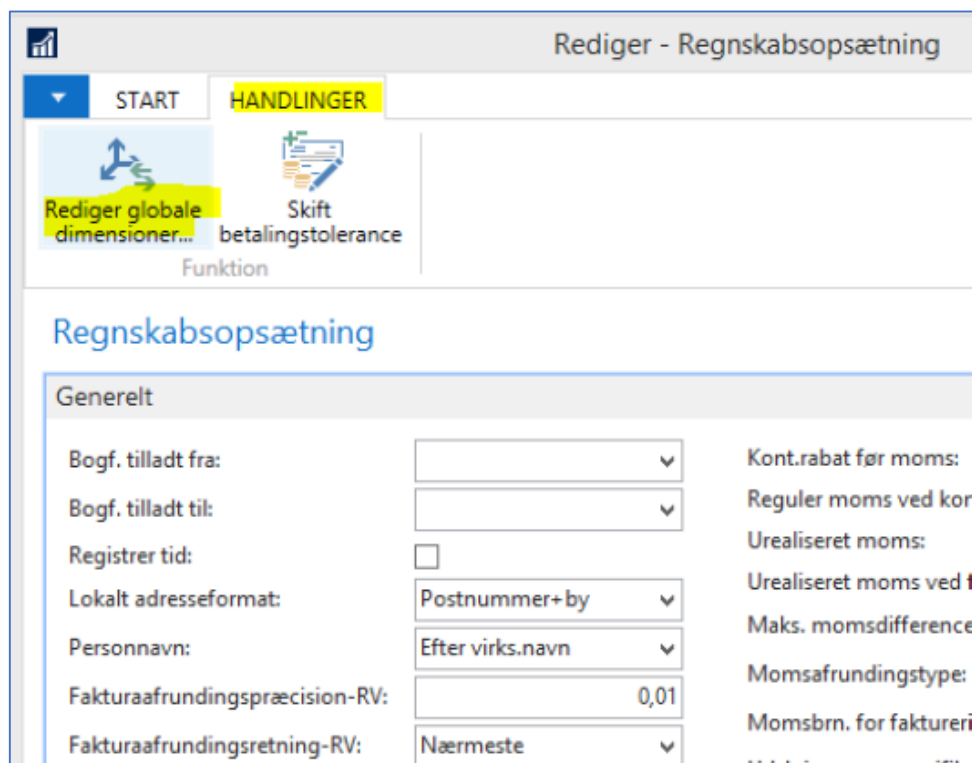 Rediger - Regnskabsopsætning
START
HANDLINGER
Rediger globale
dimensioner...
Skift
betalingstolerance
Funktion
Regnskabsopsætning
Generelt
Bogf. tilladt fra:
Bogf. tilladt til:
Registrer tid:
Lokalt adresseformat: Postnummer+by
Personnavn: Efter virks.navn
Fakturaafrundingspræcision-RV: 0,01
Fakturaafrundingsretning-RV: Nærmeste
Kont.rabat før moms:
Reguler moms ved kon
Urealiseret moms:
Urealiseret moms ved f
Maks. momsdifference
Momsafrundingstype:
Momsbrn. for faktureri